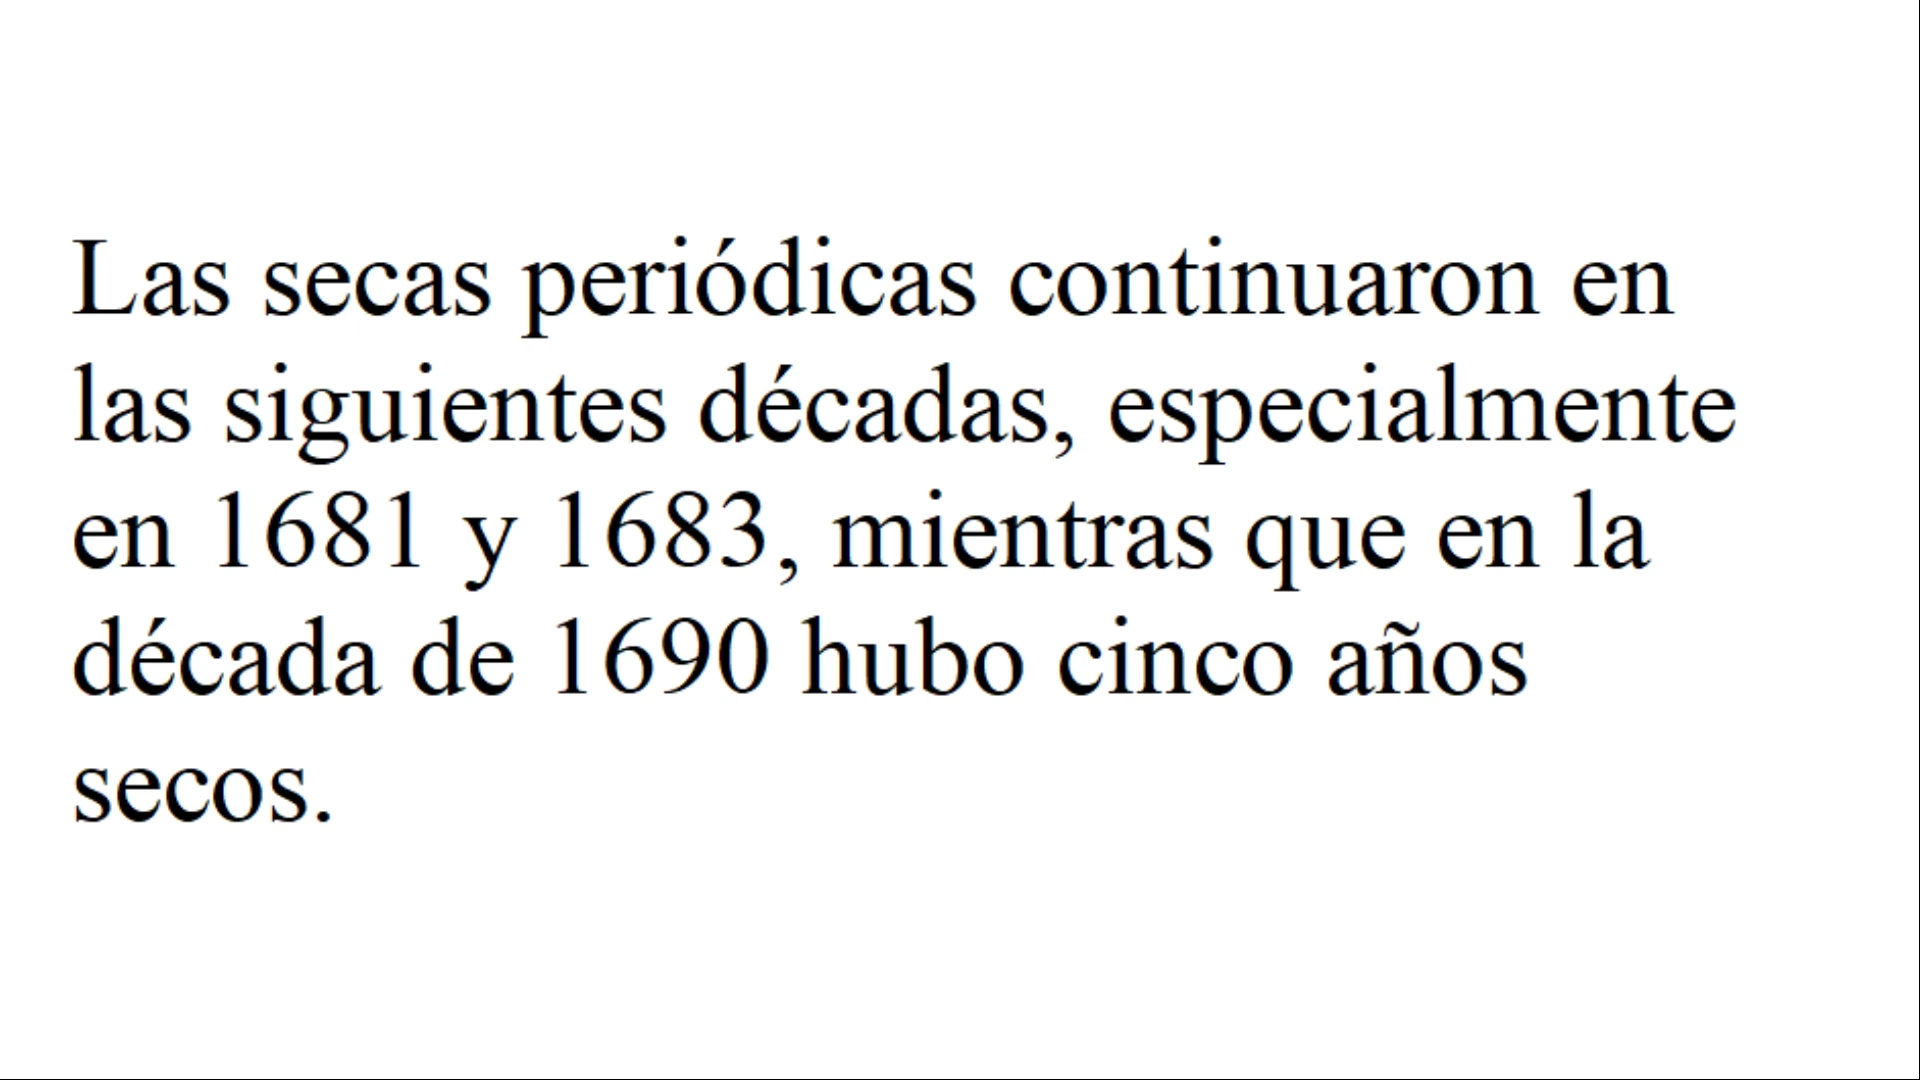 Las secas periódicas continuaron en
las siguientes décadas, especialmente
en 1681 y 1683, mientras que en la
década de 1690 hubo cinco años
secos.